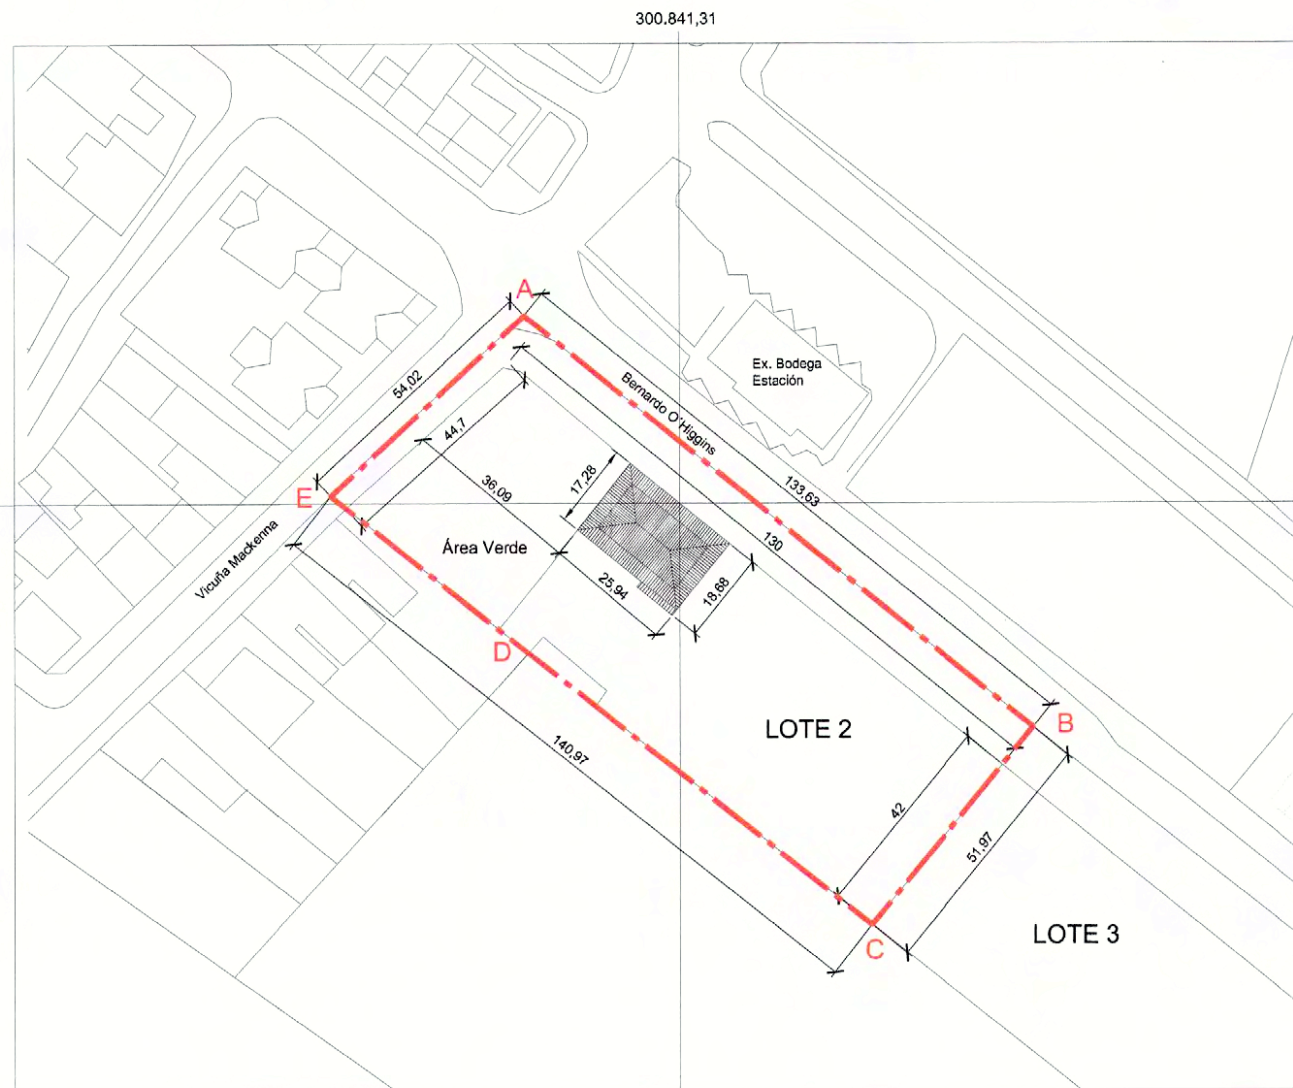 300.841,31
A
Ex. Bodega
Estación
54,02
Bernardo O'Higgins
44,7
17,28
36,09
133,63
E
130
Vicuña Mackenna
Área Verde
25,94
18,68
D
B
LOTE 2
140,97
42
51,97
C
LOTE 3